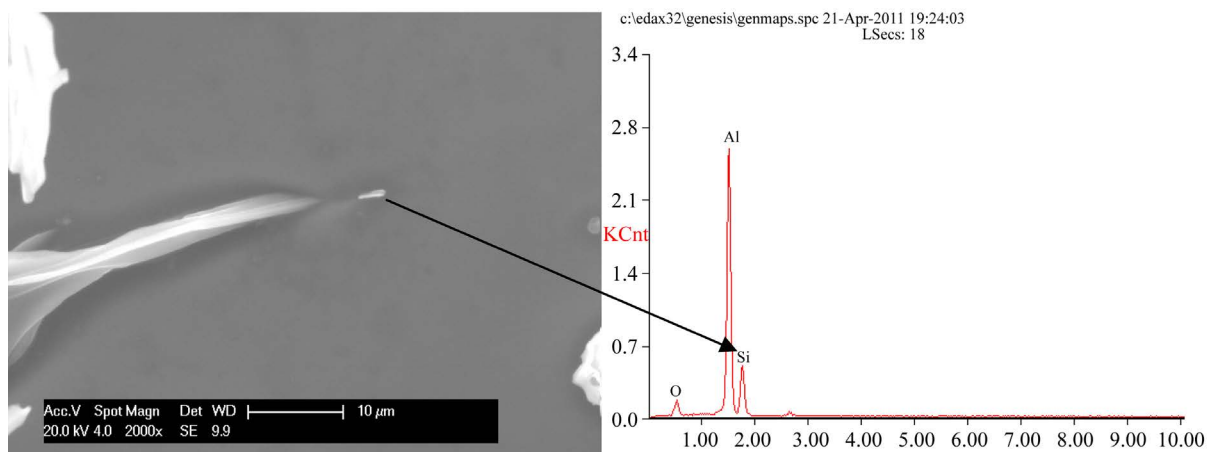 c:\edax32\genesis\genmaps.spc 21-Apr-2011 19:24:03
LSecs: 18
3.4
2.8
2.1
KCnt
1.4
0.7
0.0
Al
Si
O
1.00 2.00 3.00 4.00 5.00 6.00 7.00 8.00 9.00 10.00
Acc.V Spot Magn Det WD 10 µm
20.0 kV 4.0 2000x SE 9.9